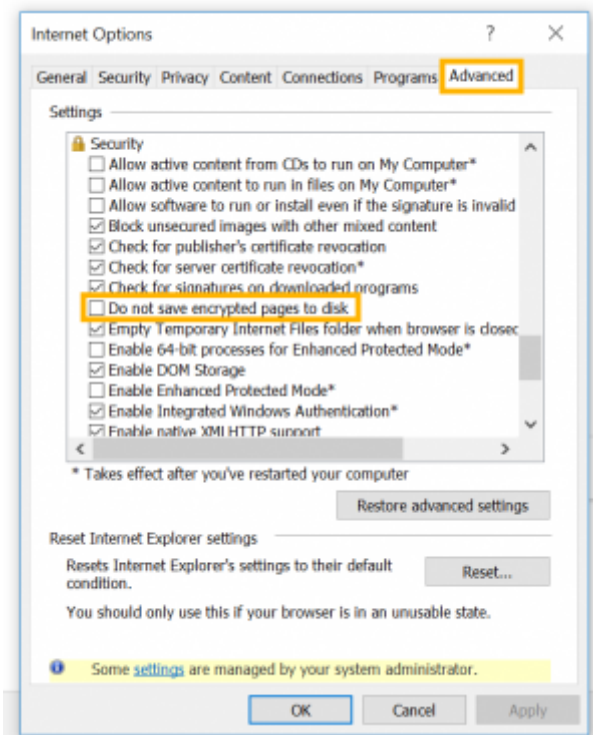 Internet Options
General Security Privacy Content Connections Programs Advanced
Settings
Security
Allow active content from CDs to run on My Computer*
Allow active content to run in files on My Computer*
Allow software to run or install even if the signature is invalid
Block unsecured images with other mixed content
Check for publisher's certificate revocation
Check for server certificate revocation*
Check for signatures on downloaded programs
Do not save encrypted pages to disk
Empty Temporary Internet Files folder when browser is closed
Enable 64-bit processes for Enhanced Protected Mode*
Enable DOM Storage
Enable Enhanced Protected Mode*
Enable Integrated Windows Authentication*
Enable native XMLHTTP support
* Takes effect after you've restarted your computer
Restore advanced settings
Reset Internet Explorer settings
Resets Internet Explorer's settings to their default
condition.
Reset...
You should only use this if your browser is in an unusable state.
Some settings are managed by your system administrator.
OK Cancel Apply